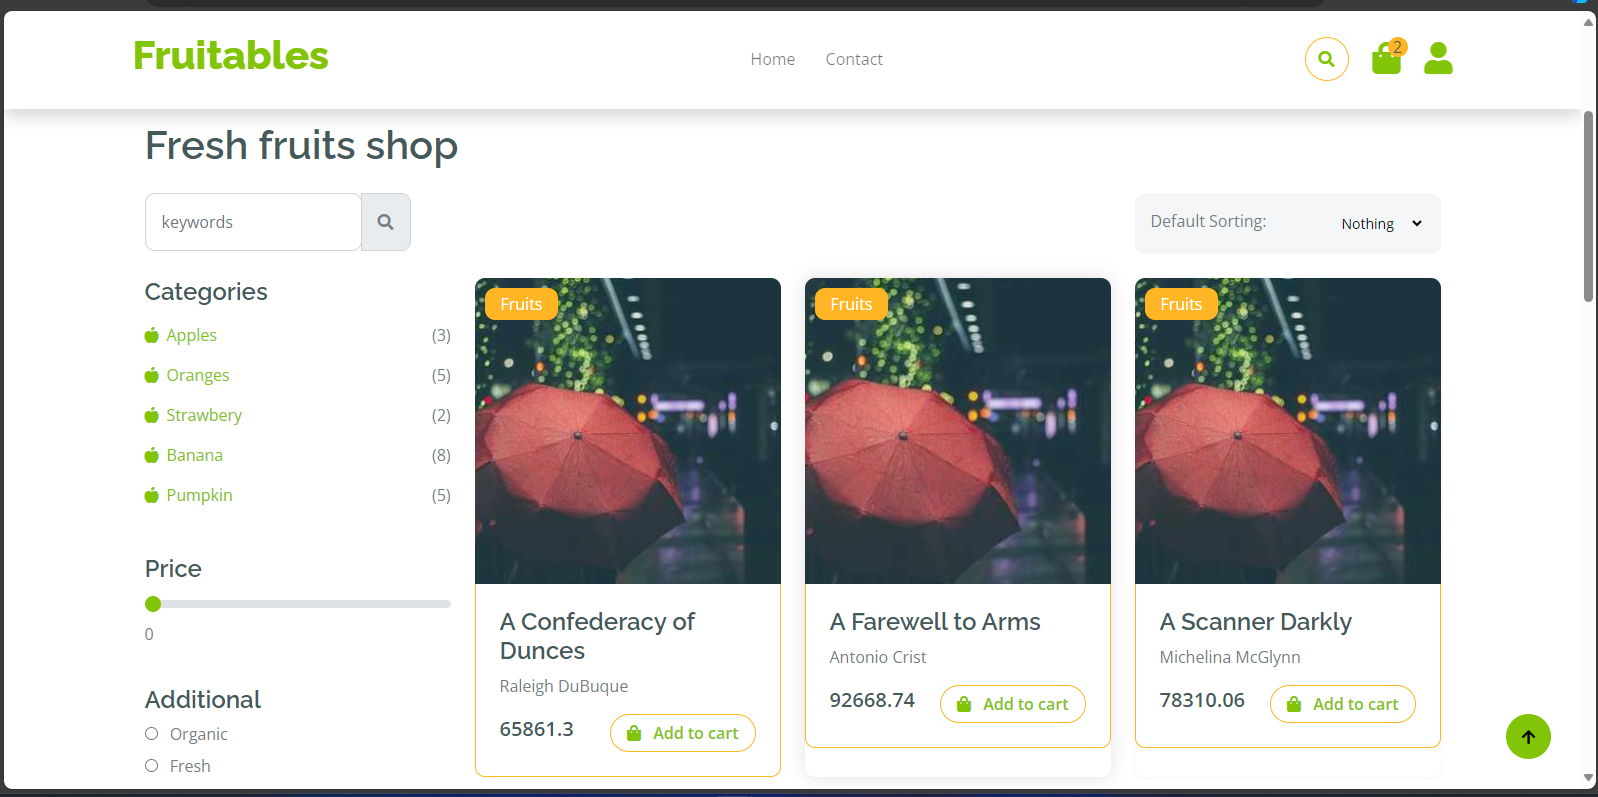 Fruitables
Home Contact
2
Fresh fruits shop
keywords
Default Sorting: Nothing
Categories
Apples (3)
Oranges (5)
Strawbery (2)
Banana (8)
Pumpkin (5)
Price
0
Additional
Organic
Fresh
Fruits
A Confederacy of
Dunces
Raleigh DuBuque
65861.3 Add to cart
Fruits
A Farewell to Arms
Antonio Crist
92668.74 Add to cart
Fruits
A Scanner Darkly
Michelina McGlynn
78310.06 Add to cart